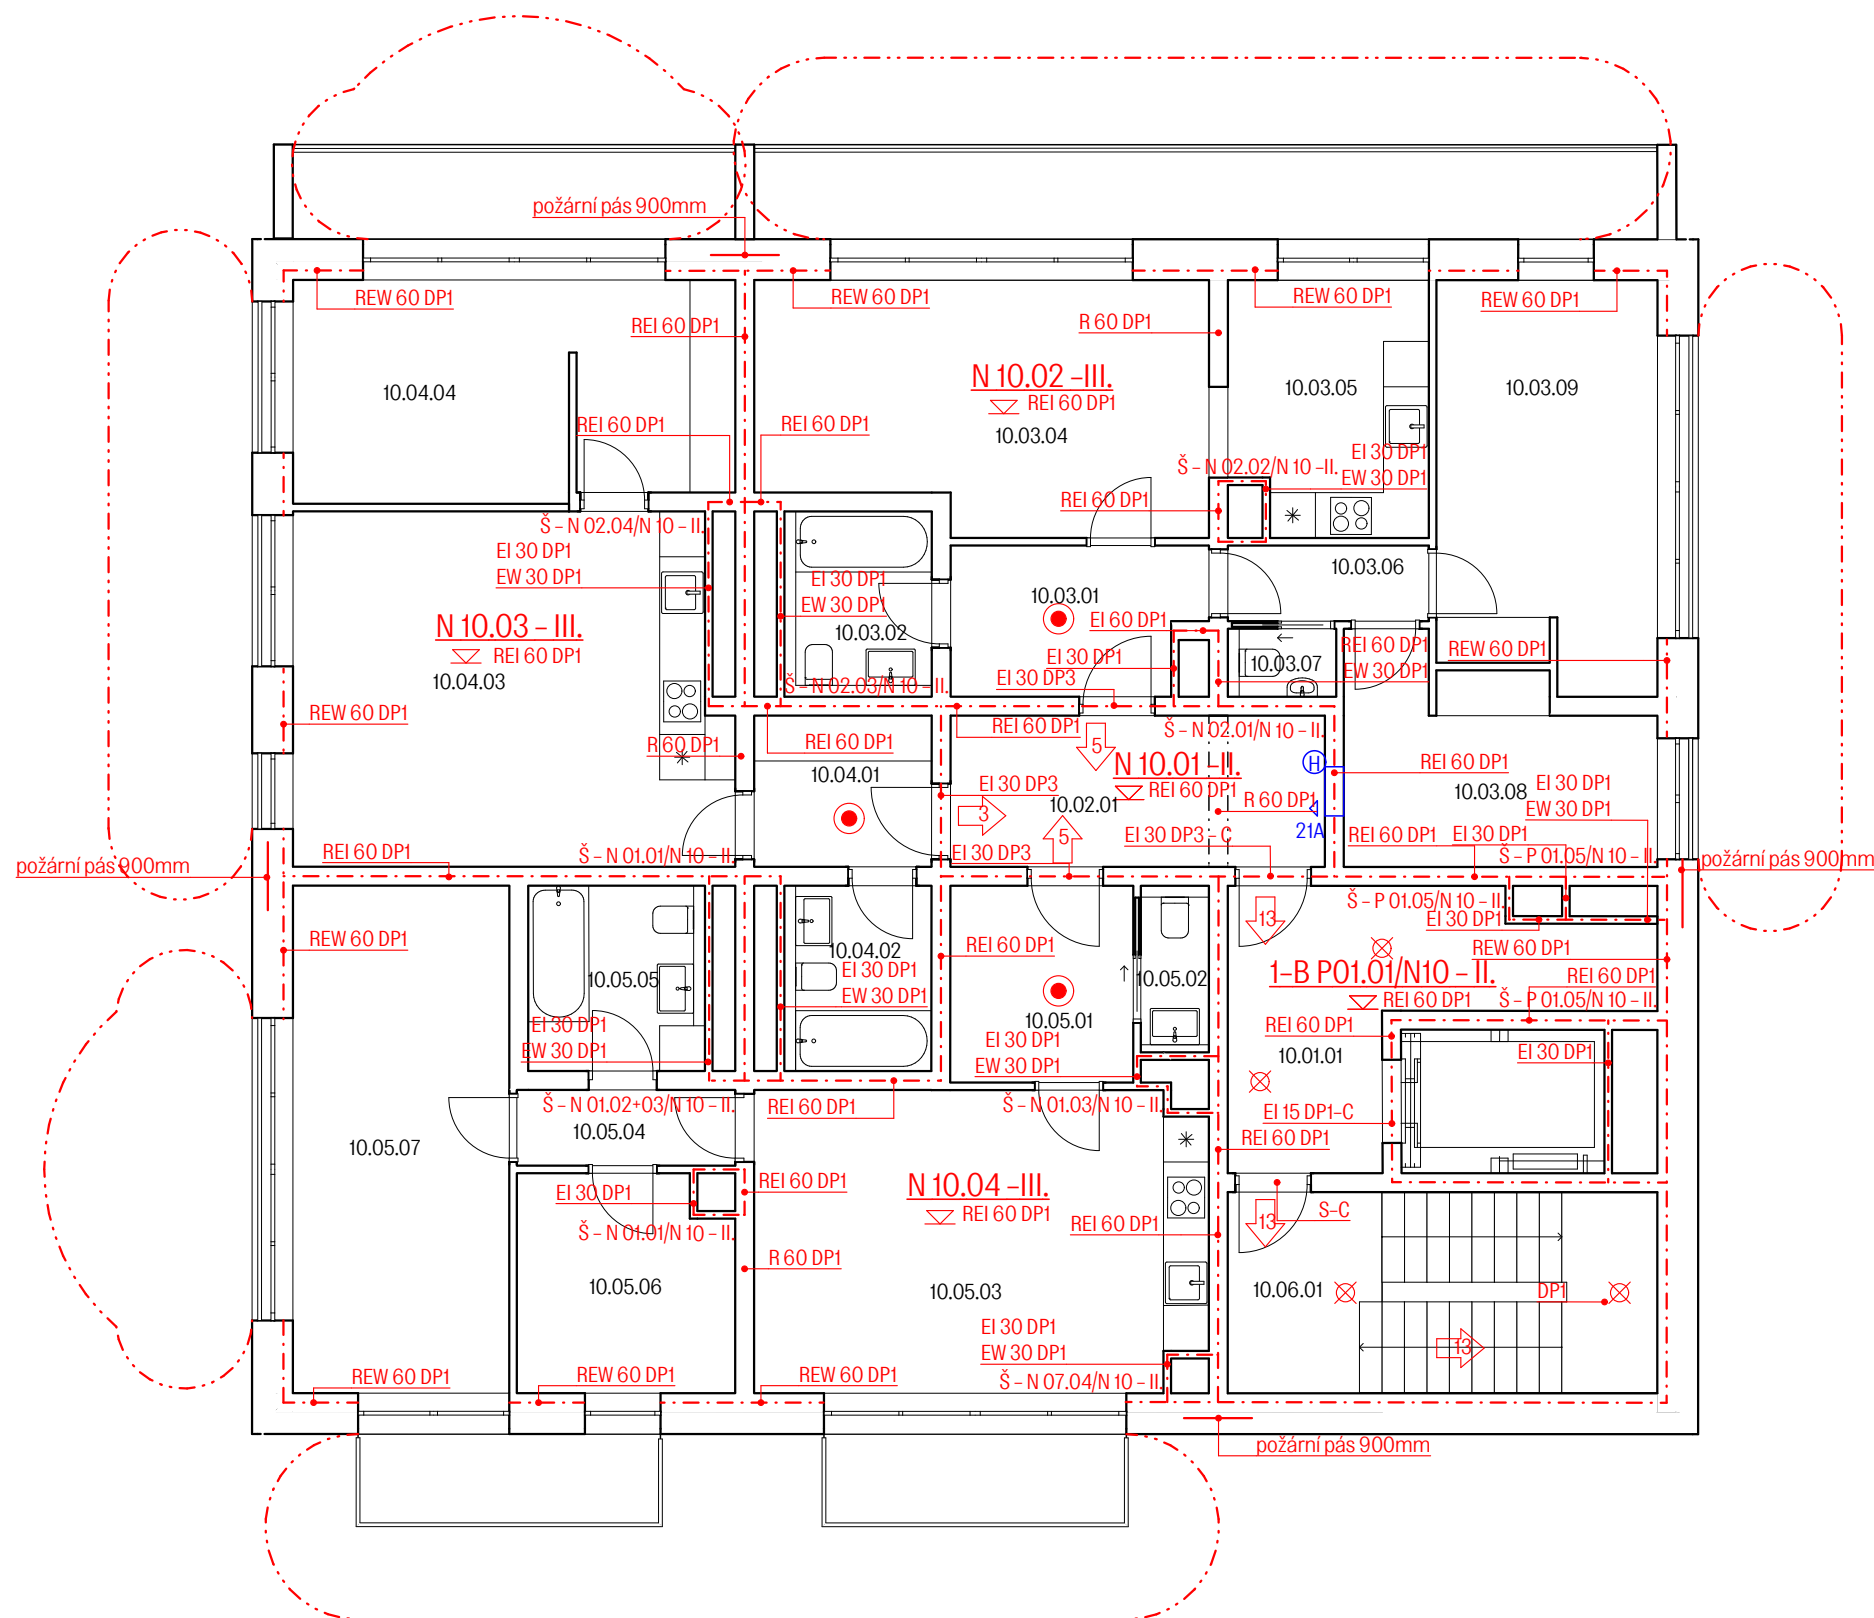 požární pás 900mm
REW 60 DP1
REI 60 DP1
REW 60 DP1
R 60 DP1
REW 60 DP1
REW 60 DP1
10.04.04
N 10.02 –III.
REI 60 DP1
10.03.04
10.03.05
10.03.09
REI 60 DP1
REI 60 DP1
EI 30 DP1
Š – N 02.02/N 10 –II.
EW 30 DP1
REI 60 DP1
Š – N 02.04/N 10 – II.
EI 30 DP1
EW 30 DP1
10.03.06
EI 30 DP1
EW 30 DP1
10.03.01
EI 60 DP1
N 10.03 – III.
REI 60 DP1
10.04.03
10.03.02
REI 60 DP1
REW 60 DP1
EI 30 DP1
10.03.07
EW 30 DP1
EI 30 DP3
Š – N 02.03/N 10 – II.
REW 60 DP1
REI 60 DP1
Š – N 02.01/N 10 – II.
R 60 DP1
REI 60 DP1
5
N 10.01 –II.
REI 60 DP1
H
REI 60 DP1
10.04.01
EI 30 DP3
10.02.01
10.03.08
EI 30 DP1
EW 30 DP1
3
R 60 DP1
21A
5
EI 30 DP3 – C
REI 60 DP1
EI 30 DP1
REI 60 DP1
Š – N 01.01/N 10 – II.
EI 30 DP3
Š – P 01.05/N 10 – II.
požární pás 900mm
požární pás 900mm
Š – P 01.05/N 10 – II.
13
EI 30 DP1
REW 60 DP1
REI 60 DP1
REW 60 DP1
10.04.02
10.05.05
EI 30 DP1
EW 30 DP1
10.05.02
1–B P01.01/N10 – II.
REI 60 DP1
REI 60 DP1
Š – P 01.05/N 10 – II.
10.05.01
EI 30 DP1
EW 30 DP1
EI 30 DP1
EW 30 DP1
REI 60 DP1
10.01.01
EI 30 DP1
Š – N 01.02+03/N 10 – II.
REI 60 DP1
Š – N 01.03/N 10 – II.
EI 15 DP1–C
10.05.04
10.05.07
REI 60 DP1
N 10.04 –III.
REI 60 DP1
REI 60 DP1
EI 30 DP1
Š – N 01.01/N 10 – II.
REI 60 DP1
S–C
13
R 60 DP1
10.05.06
10.05.03
10.06.01
DP1
EI 30 DP1
EW 30 DP1
13
REW 60 DP1
REW 60 DP1
REW 60 DP1
Š – N 07.04/N 10 – II.
požární pás 900mm